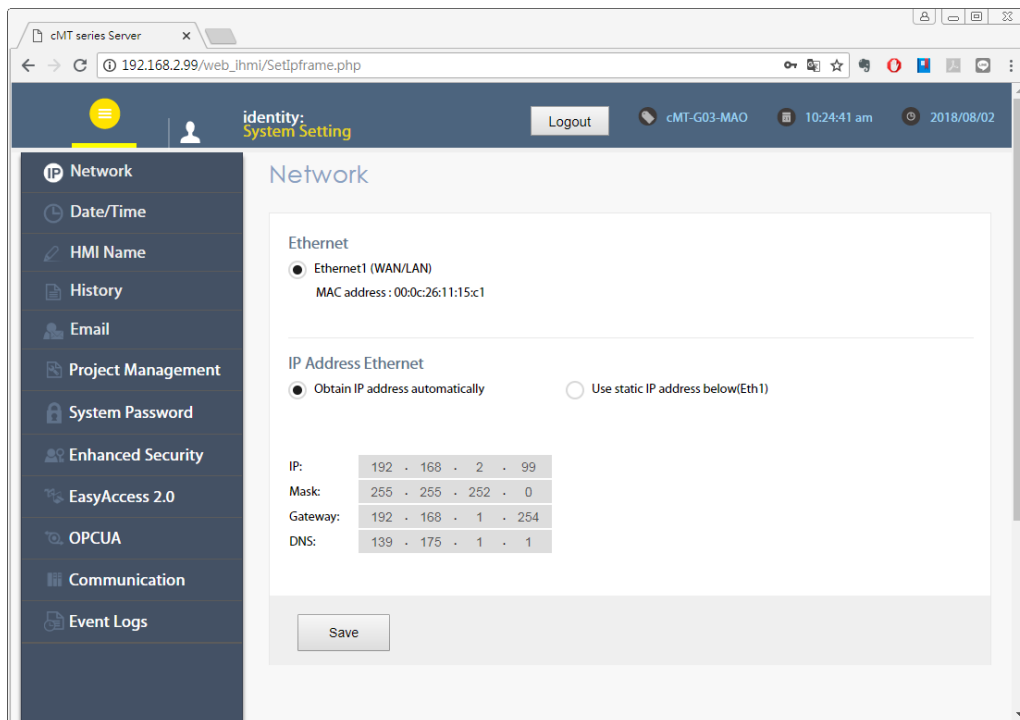 cMT series Server
192.168.2.99/web_ihmi/SetIpframe.php
identity:
System Setting
Logout
cMT-G03-MAO
10:24:41 am
2018/08/02
IP Network
Date/Time
HMI Name
History
Email
Project Management
System Password
Enhanced Security
EasyAccess 2.0
OPCUA
Communication
Event Logs
Network
Ethernet
Ethernet1 (WAN/LAN)
MAC address : 00:0c:26:11:15:c1
IP Address Ethernet
Obtain IP address automatically Use static IP address below(Eth1)
IP: 192 . 168 . 2 . 99
Mask: 255 . 255 . 252 . 0
Gateway: 192 . 168 . 1 . 254
DNS: 139 . 175 . 1 . 1
Save